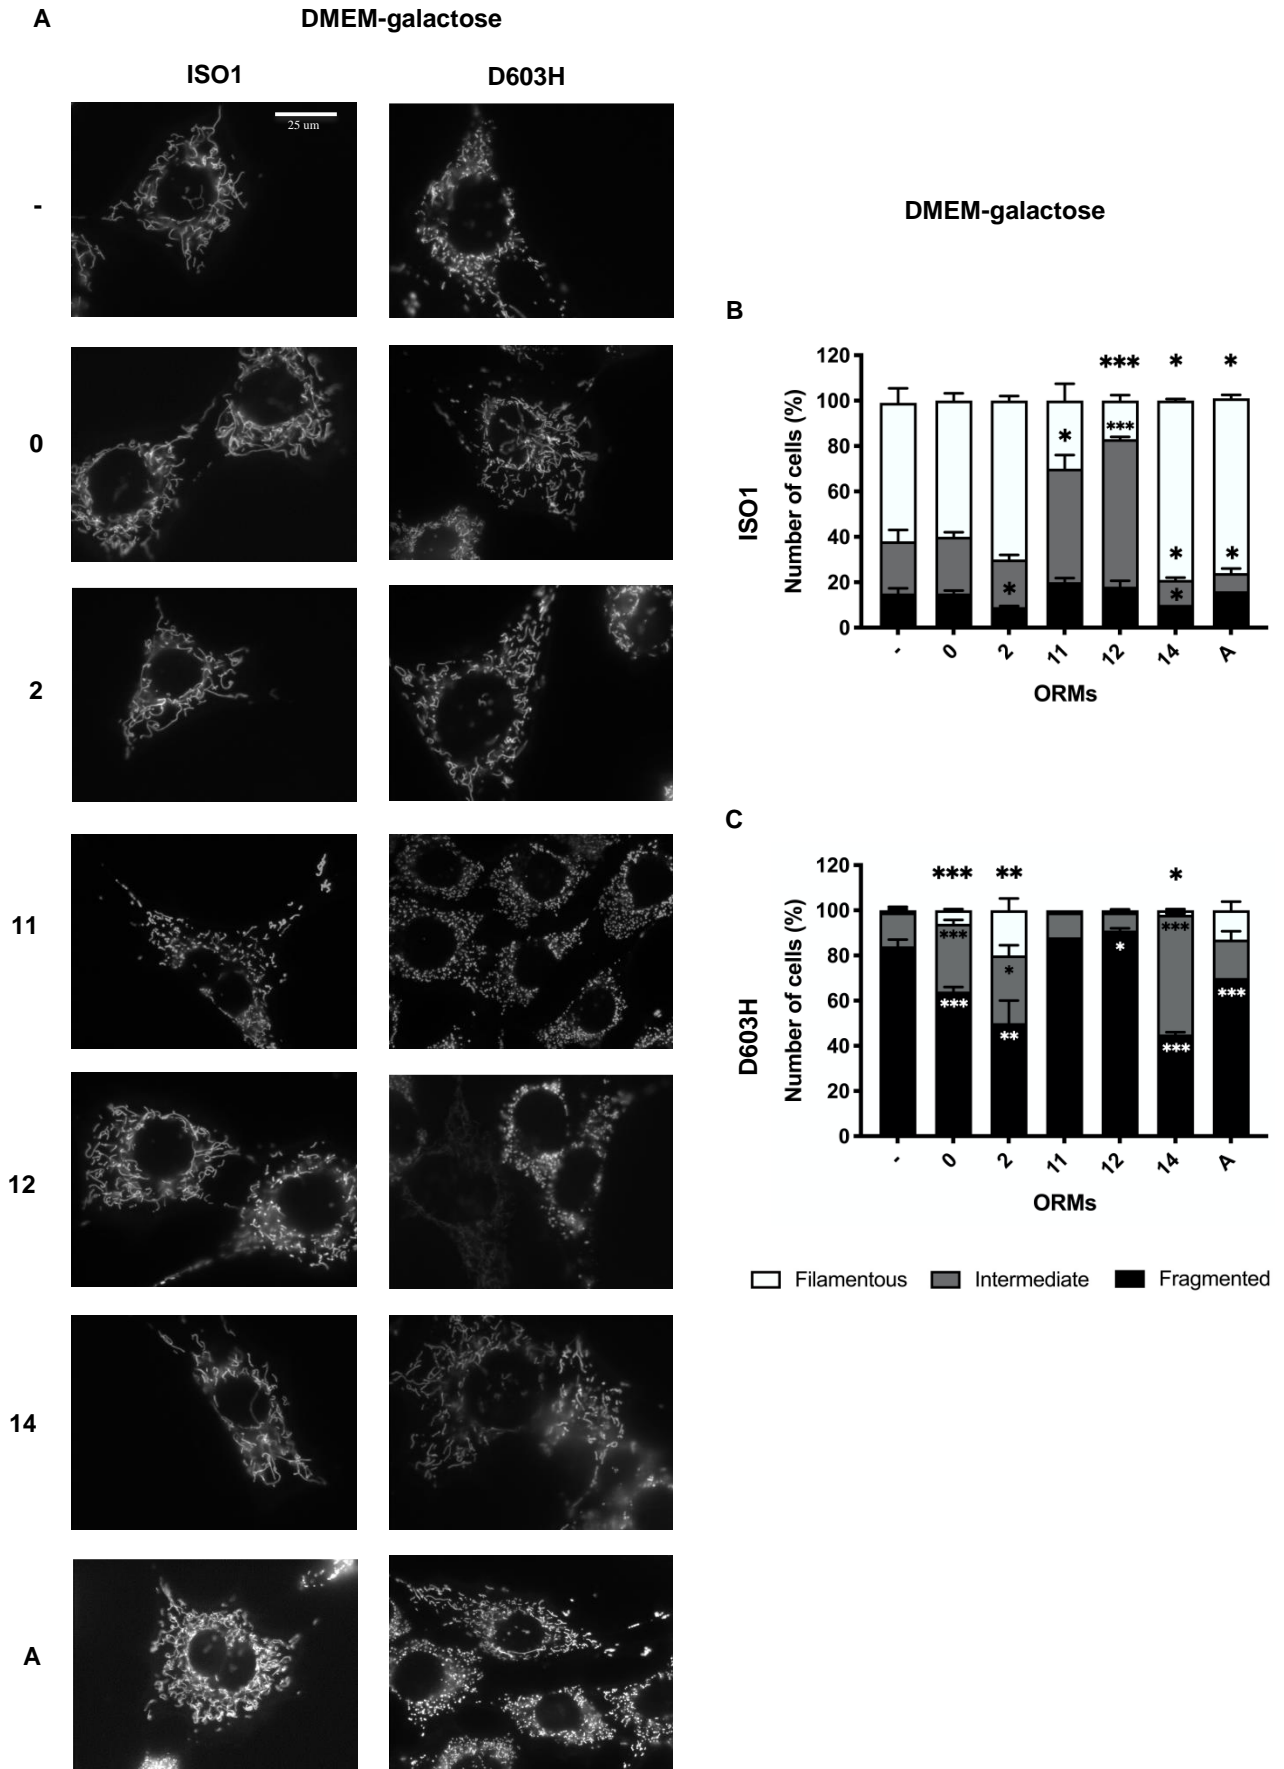 A
DMEM-galactose
ISO1
D603H
25 um
-
0
2
11
12
14
A
DMEM-galactose
B
ISO1
Number of cells (%)
120
100
80
60
40
20
0
*** * *
* *** * * * *
- 0 2 11 12 14 A
ORMs
C
D603H
Number of cells (%)
120
100
80
60
40
20
0
*** ** *
*** * ***
*** ** * *** ***
- 0 2 11 12 14 A
ORMs
Filamentous Intermediate Fragmented